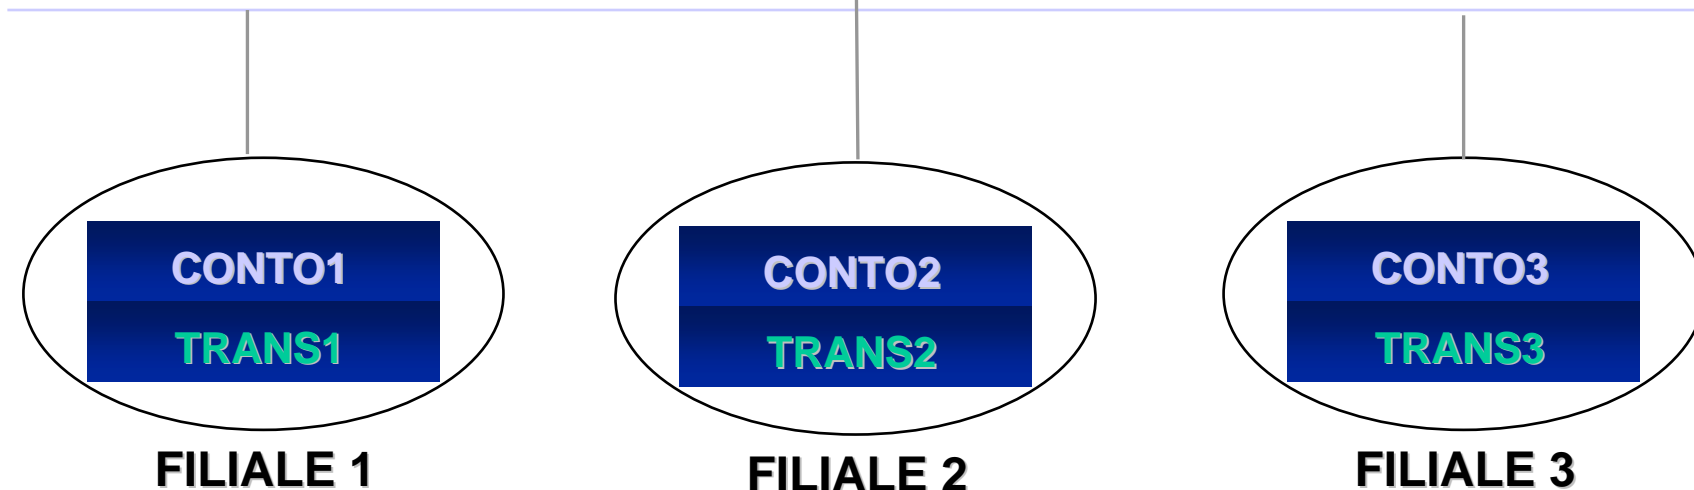 CONTO1
TRANS1
FILIALE 1
CONTO2
TRANS2
FILIALE 2
CONTO3
TRANS3
FILIALE 3